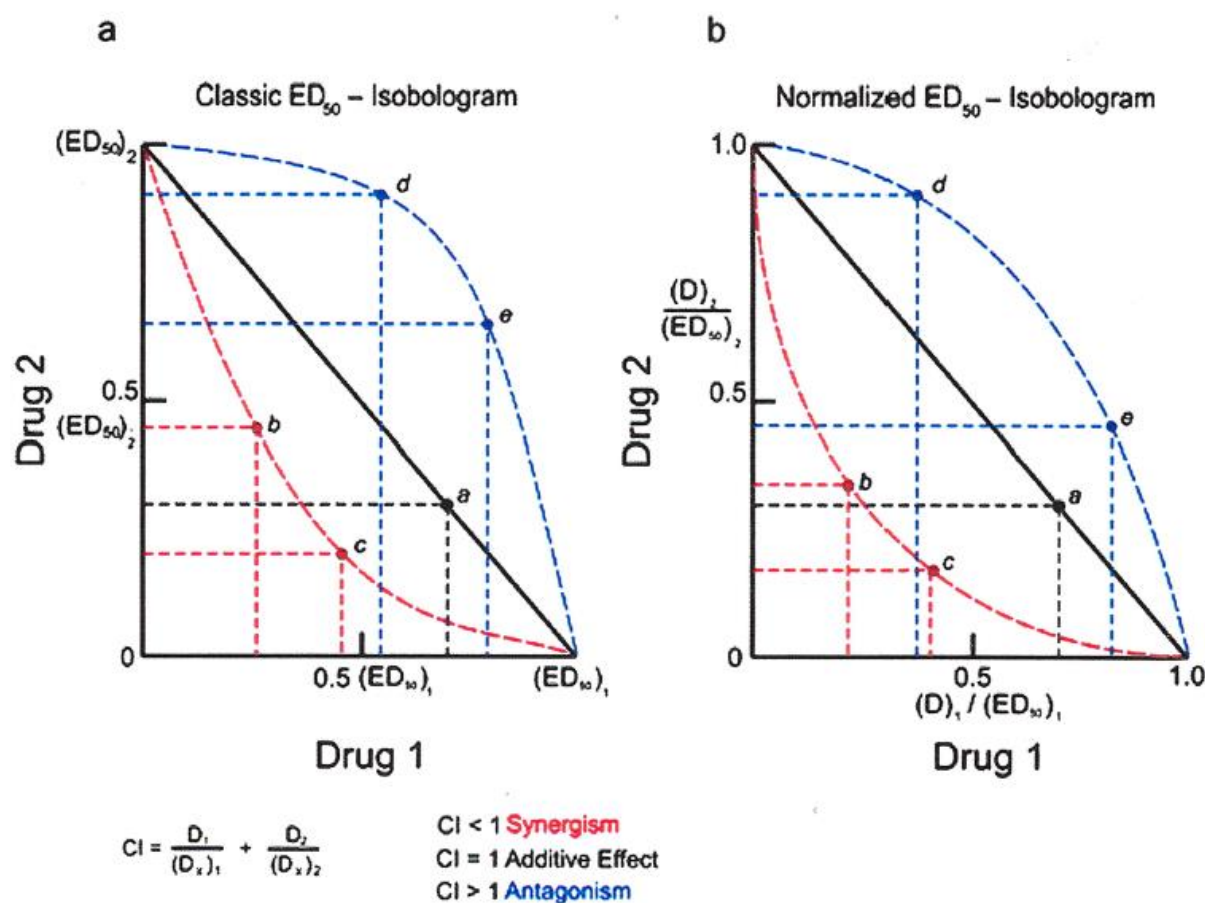 a
Classic ED₅₀ – Isobologram
(ED₅₀)₂
d
e
0.5
(ED₅₀)₂
b
a
c
0
0.5 (ED₅₀)₁
(ED₅₀)₁
Drug 2
Drug 1
b
Normalized ED₅₀ – Isobologram
1.0
d
(D)₂
(ED₅₀)₂
0.5
e
b
a
c
0
0.5
1.0
(D)₁ / (ED₅₀)₁
Drug 2
Drug 1
CI = D₁/(Dₓ)₁ + D₂/(Dₓ)₂
CI < 1 Synergism
CI = 1 Additive Effect
CI > 1 Antagonism